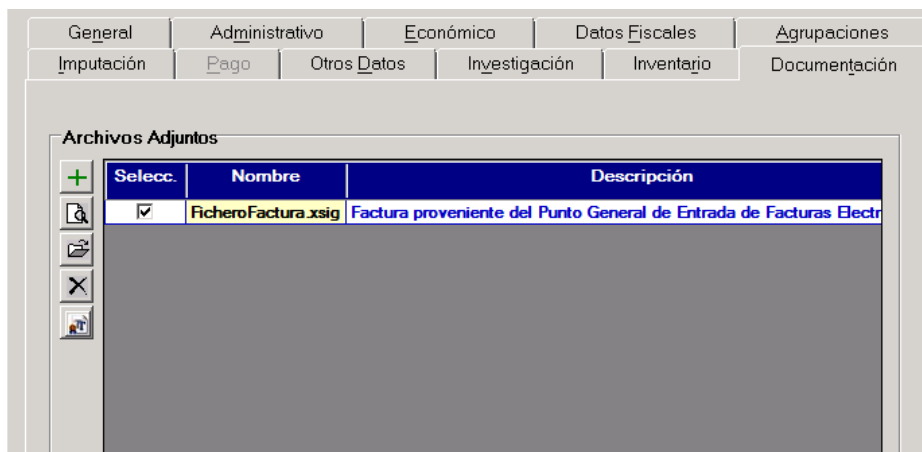 General Administrativo Económico Datos Fiscales Agrupaciones
Imputación Pago Otros Datos Investigación Inventario Documentación
Archivos Adjuntos
Selecc. Nombre Descripción
FicheroFactura.xsig Factura proveniente del Punto General de Entrada de Facturas Electr